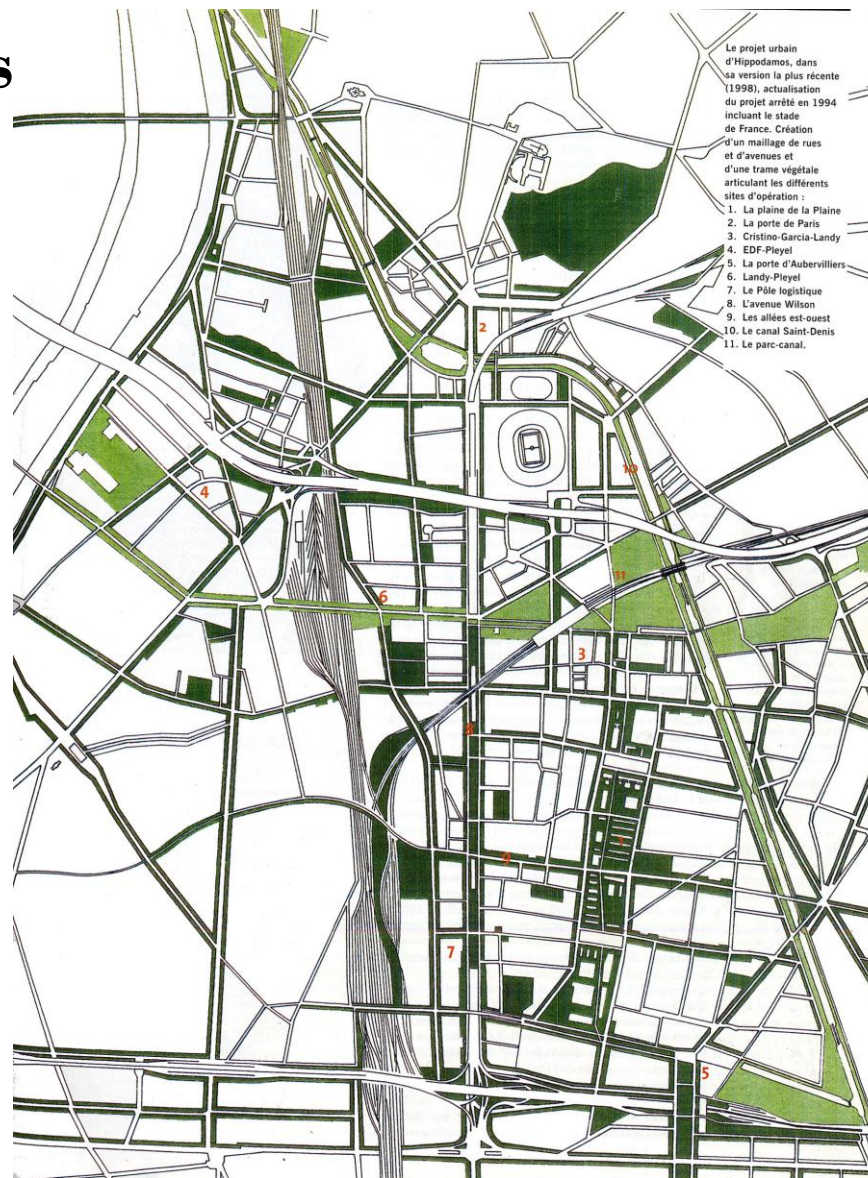 s
Le projet urbain
d'Hippodamos, dans
sa version la plus récente
(1998), actualisation
du projet arrêté en 1994
incluant le stade
de France. Création
d'un maillage de rues
et d'avenues et
d'une trame végétale
articulant les différents
sites d'opération :
1. La plaine de la Plaine
2. La porte de Paris
3. Cristino-Garcia-Landy
4. EDF-Pleyel
5. La porte d'Aubervilliers
6. Landy-Pleyel
7. Le Pôle logistique
8. L'avenue Wilson
9. Les allées est-ouest
10. Le canal Saint-Denis
11. Le parc-canal.
2
10
4
11
6
3
8
1
9
7
5